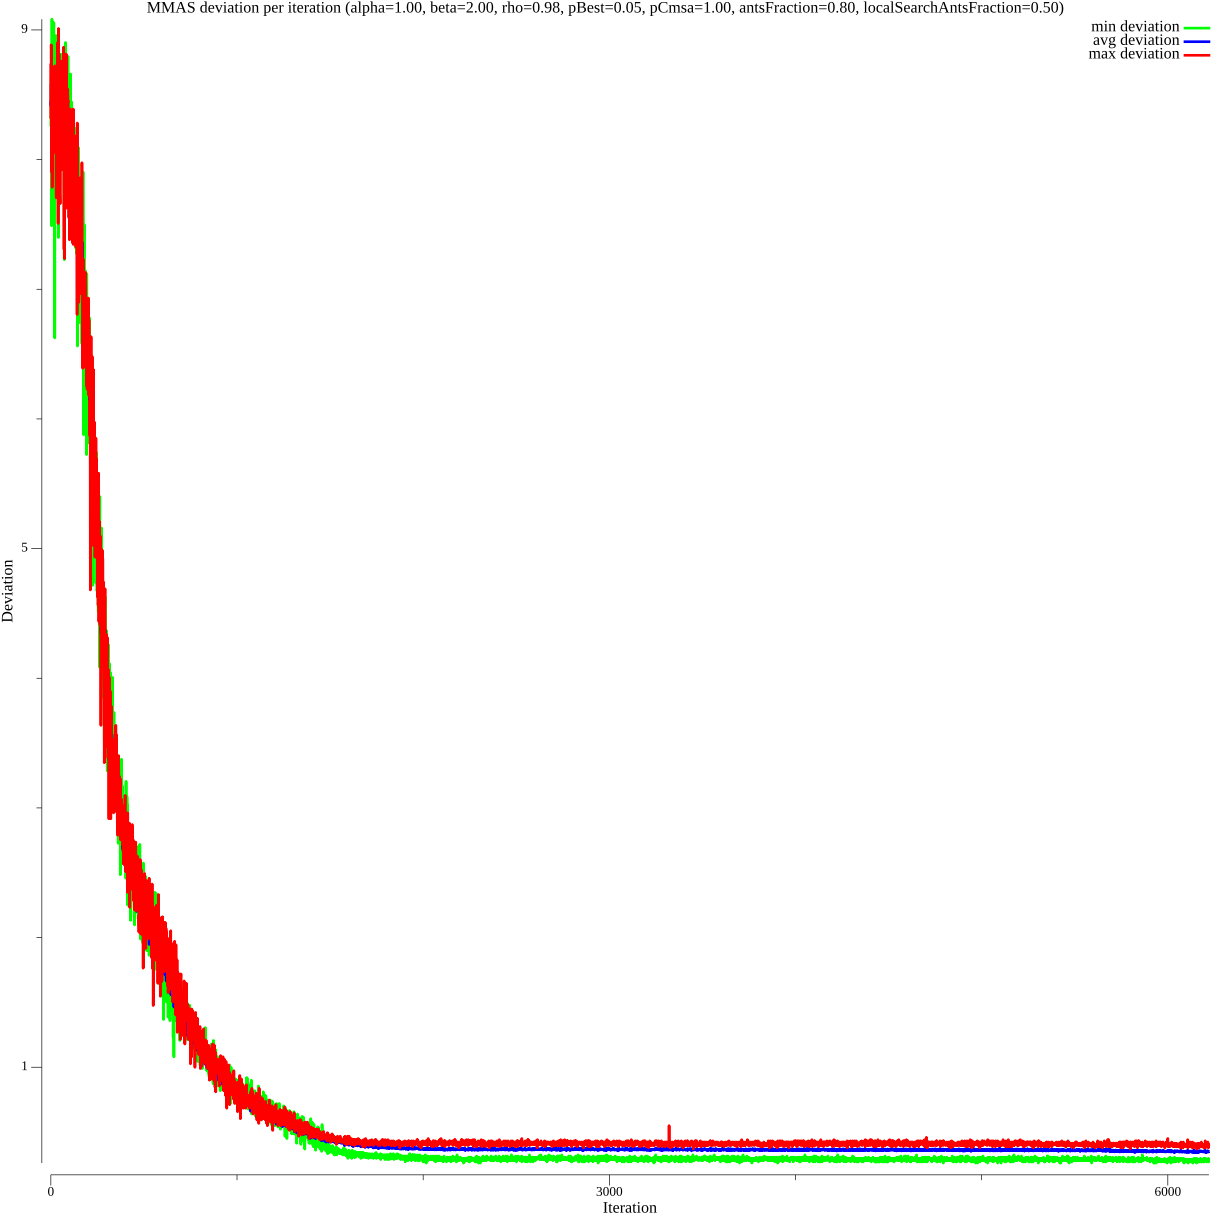 MMAS deviation per iteration (alpha=1.00, beta=2.00, rho=0.98, pBest=0.05, pCmsa=1.00, antsFraction=0.80, localSearchAntsFraction=0.50)
min deviation
avg deviation
max deviation
9
5
1
Deviation
0
3000
6000
Iteration